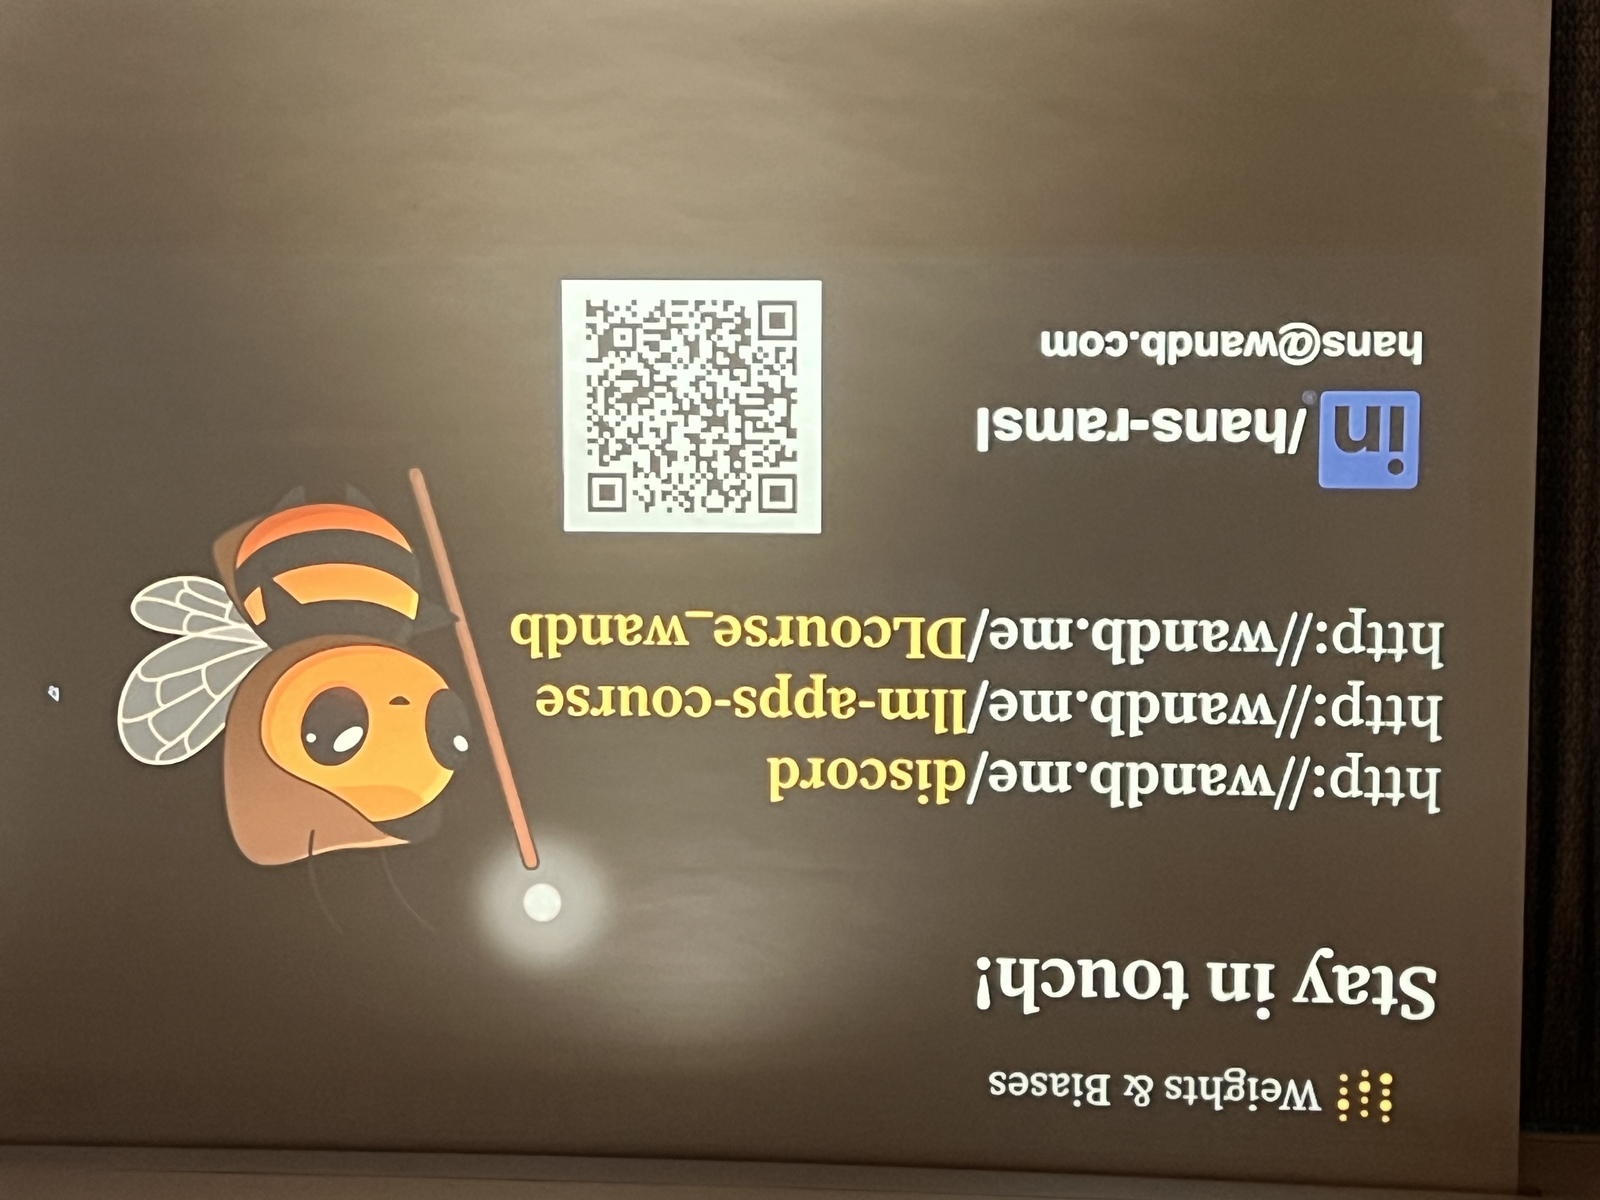 Weights & Biases
Stay in touch!
http://wandb.me/discord
http://wandb.me/llm-apps-course
http://wandb.me/DLcourse_wandb
in /hans-ramsl
hans@wandb.com